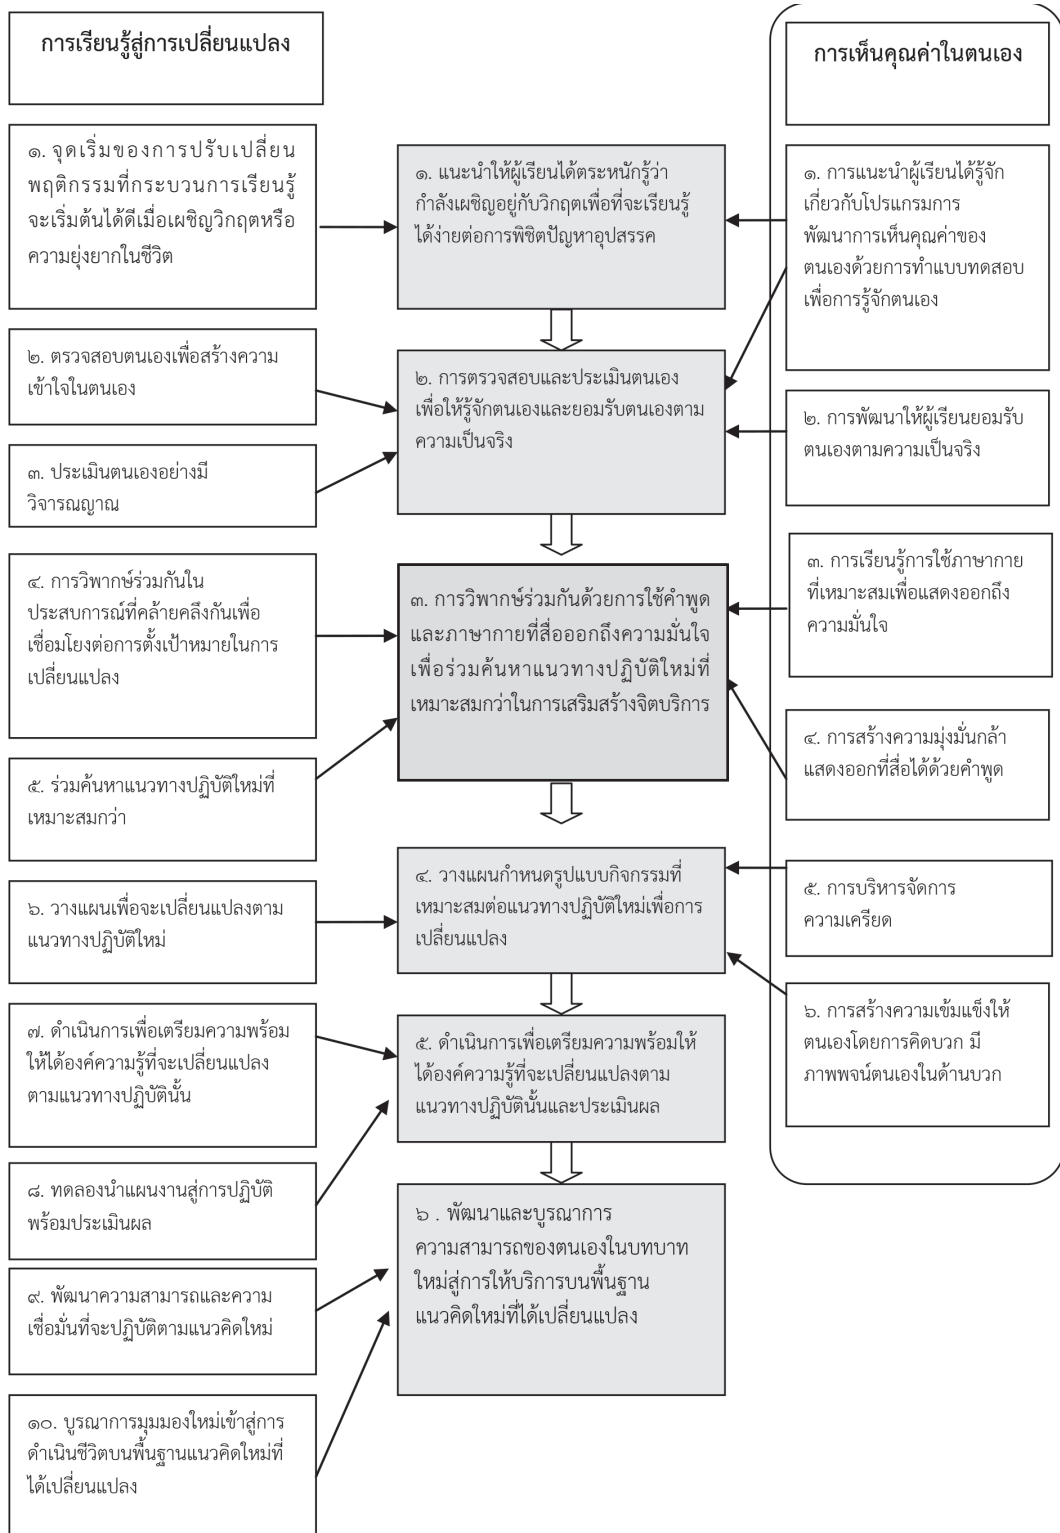 การเรียนรู้สู่การเปลี่ยนแปลง
๑. จุดเริ่มของการปรับเปลี่ยน
พฤติกรรมที่กระบวนการเรียนรู้
จะเริ่มต้นได้ดีเมื่อเผชิญวิกฤตหรือ
ความยุ่งยากในชีวิต
๒. ตรวจสอบตนเองเพื่อสร้างความ
เข้าใจในตนเอง
๓. ประเมินตนเองอย่างมี
วิจารณญาณ
๔. การวิพากษ์ร่วมกันใน
ประสบการณ์ที่คล้ายคลึงกันเพื่อ
เชื่อมโยงต่อการตั้งเป้าหมายในการ
เปลี่ยนแปลง
๕. ร่วมค้นหาแนวทางปฏิบัติใหม่ที่
เหมาะสมกว่า
๖. วางแผนเพื่อจะเปลี่ยนแปลงตาม
แนวทางปฏิบัติใหม่
๗. ดำเนินการเพื่อเตรียมความพร้อม
ให้ได้องค์ความรู้ที่จะเปลี่ยนแปลง
ตามแนวทางปฏิบัตินั้น
๘. ทดลองนำแผนงานสู่การปฏิบัติ
พร้อมประเมินผล
๙. พัฒนาความสามารถและความ
เชื่อมั่นที่จะปฏิบัติตามแนวคิดใหม่
๑๐. บูรณาการมุมมองใหม่เข้าสู่การ
ดำเนินชีวิตบนพื้นฐานแนวคิดใหม่ที่
ได้เปลี่ยนแปลง
๑. แนะนำให้ผู้เรียนได้ตระหนักรู้ว่า
กำลังเผชิญอยู่กับวิกฤตเพื่อที่จะเรียนรู้
ได้ง่ายต่อการพิชิตปัญหาอุปสรรค
๒. การตรวจสอบและประเมินตนเอง
เพื่อให้รู้จักตนเองและยอมรับตนเองตาม
ความเป็นจริง
๓. การวิพากษ์ร่วมกันด้วยการใช้คำพูด
และภาษากายที่สื่อออกถึงความมั่นใจ
เพื่อร่วมค้นหาแนวทางปฏิบัติใหม่ที่
เหมาะสมกว่าในการเสริมสร้างจิตบริการ
๔. วางแผนกำหนดรูปแบบกิจกรรมที่
เหมาะสมต่อแนวทางปฏิบัติใหม่เพื่อการ
เปลี่ยนแปลง
๕. ดำเนินการเพื่อเตรียมความพร้อมให้
ได้องค์ความรู้ที่จะเปลี่ยนแปลงตาม
แนวทางปฏิบัตินั้นและประเมินผล
๖ . พัฒนาและบูรณาการ
ความสามารถของตนเองในบทบาท
ใหม่สู่การให้บริการบนพื้นฐาน
แนวคิดใหม่ที่ได้เปลี่ยนแปลง
การเห็นคุณค่าในตนเอง
๑. การแนะนำผู้เรียนได้รู้จัก
เกี่ยวกับโปรแกรมการ
พัฒนาการเห็นคุณค่าของ
ตนเองด้วยการทำแบบทดสอบ
เพื่อการรู้จักตนเอง
๒. การพัฒนาให้ผู้เรียนยอมรับ
ตนเองตามความเป็นจริง
๓. การเรียนรู้การใช้ภาษากาย
ที่เหมาะสมเพื่อแสดงออกถึง
ความมั่นใจ
๔. การสร้างความมุ่งมั่นกล้า
แสดงออกที่สื่อได้ด้วยคำพูด
๕. การบริหารจัดการ
ความเครียด
๖. การสร้างความเข้มแข็งให้
ตนเองโดยการคิดบวก มี
ภาพพจน์ตนเองในด้านบวก